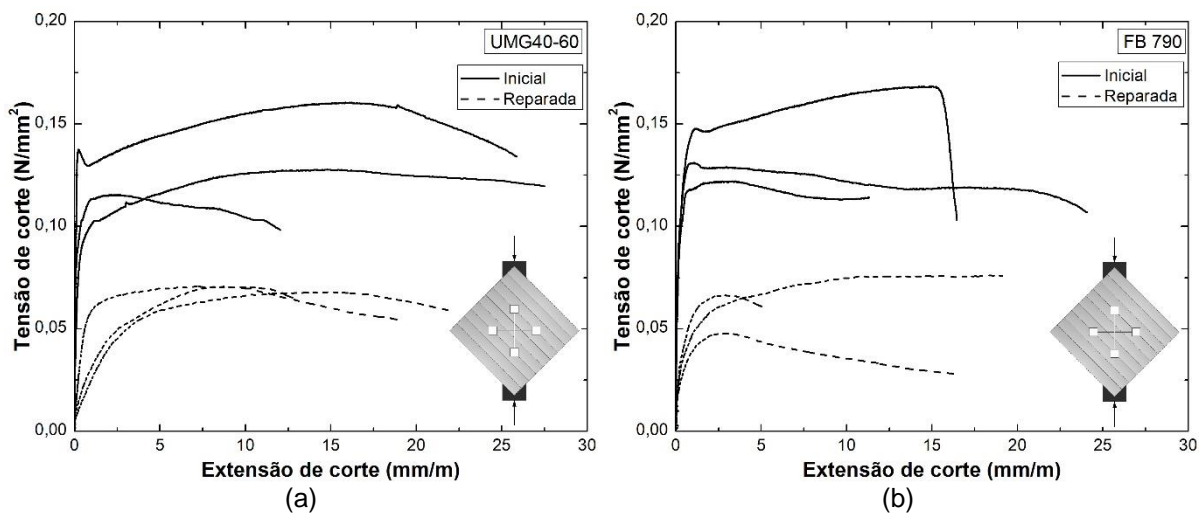 0,20
0,15
0,10
0,05
0,00
Tensão de corte (N/mm²)
UMG40-60
Inicial
Reparada
0 5 10 15 20 25 30
Extensão de corte (mm/m)
(a)
0,20
0,15
0,10
0,05
0,00
Tensão de corte (N/mm²)
FB 790
Inicial
Reparada
0 5 10 15 20 25 30
Extensão de corte (mm/m)
(b)